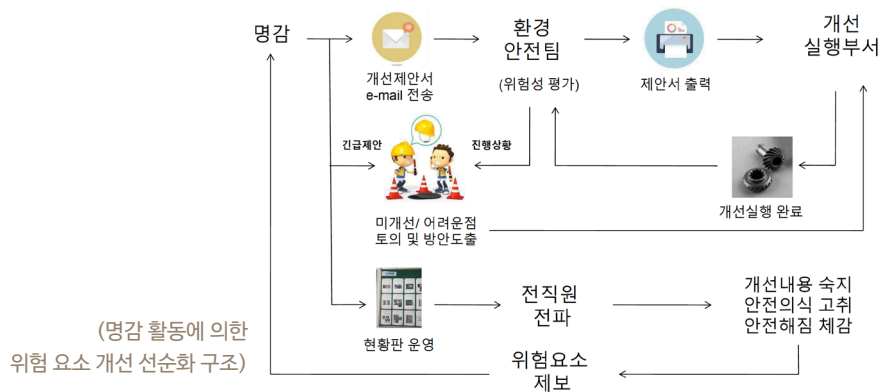 명감
개선제안서
e-mail 전송
환경
안전팀
(위험성 평가)
제안서 출력
개선
실행부서
긴급제안
진행상황
미개선/ 어려운점
토의 및 방안도출
개선실행 완료
현황판 운영
전직원
전파
개선내용 숙지
안전의식 고취
안전해짐 체감
위험요소
제보
(명감 활동에 의한
위험 요소 개선 선순화 구조)